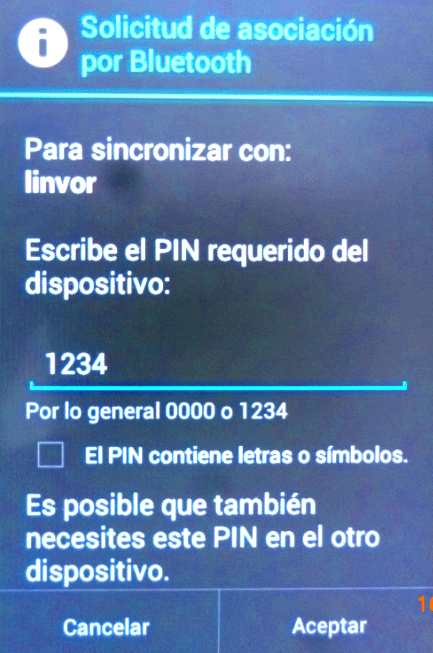 Solicitud de asociación
por Bluetooth
Para sincronizar con:
linvor
Escribe el PIN requerido del
dispositivo:
1234
Por lo general 0000 o 1234
El PIN contiene letras o símbolos.
Es posible que también
necesites este PIN en el otro
dispositivo.
Cancelar
Aceptar